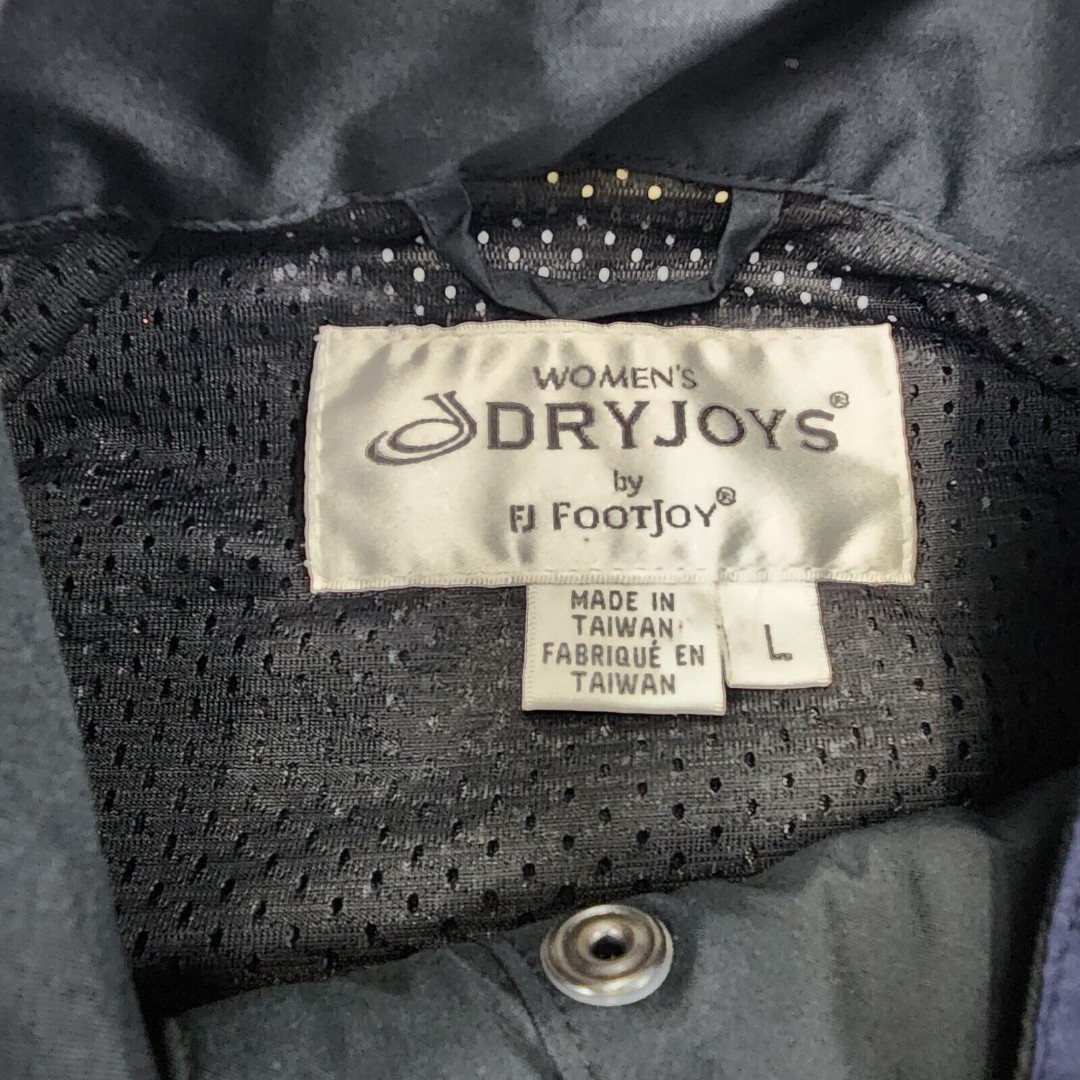 WOMEN'S
DRYJOYS®
by
FJ FOOTJOY®
MADE IN
TAIWAN
FABRIQUÉ EN
TAIWAN
L